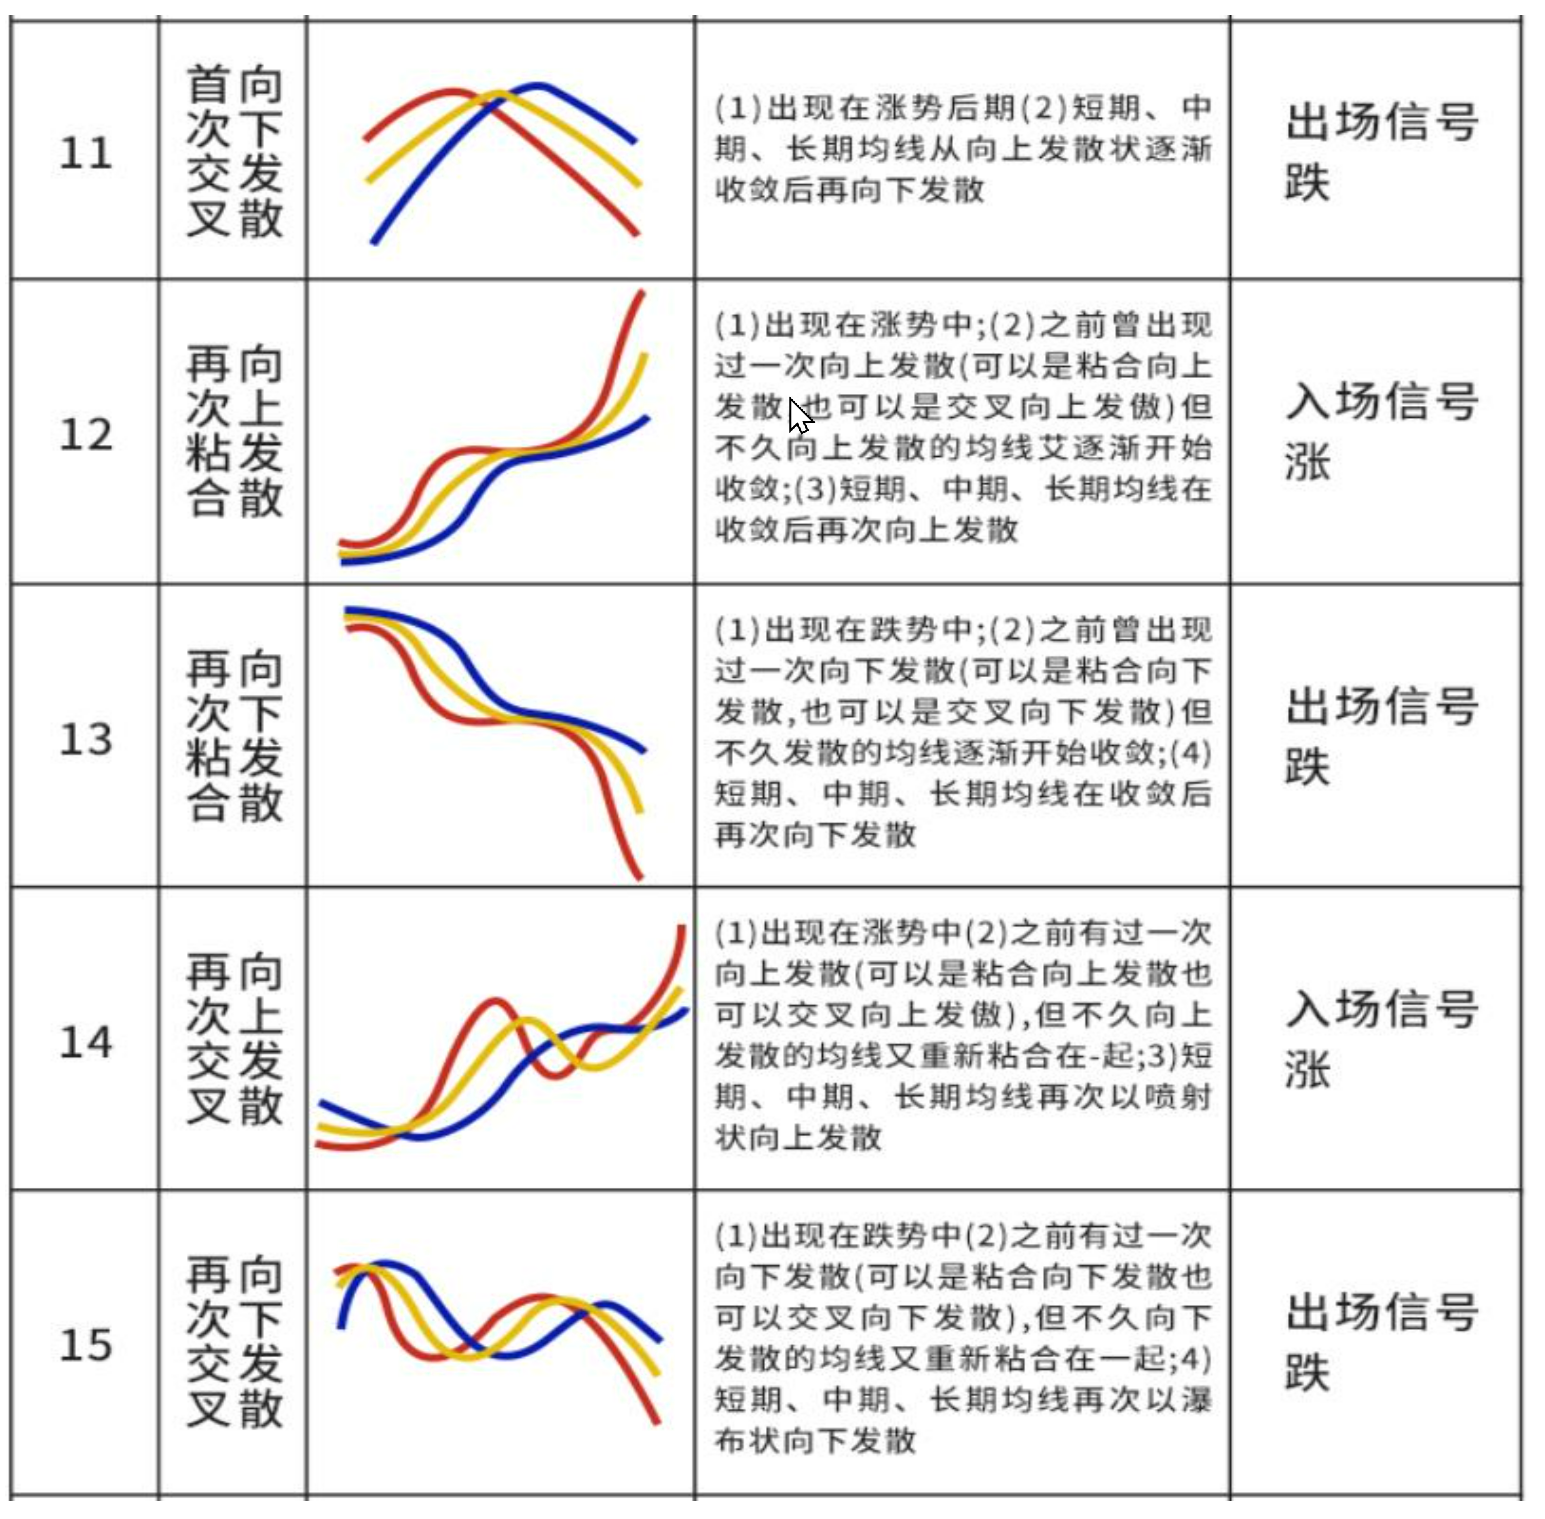 11
首次交叉
向下发散
(1)出现在涨势后期(2)短期、中
期、长期均线从向上发散状逐渐
收敛后再向下发散
出场信号
跌
12
再次粘合
向上发散
(1)出现在涨势中;(2)之前曾出现
过一次向上发散(可以是粘合向上
发散 也可以是交叉向上发傲)但
不久向上发散的均线艾逐渐开始
收敛;(3)短期、中期、长期均线在
收敛后再次向上发散
入场信号
涨
13
再次粘合
向下发散
(1)出现在跌势中;(2)之前曾出现
过一次向下发散(可以是粘合向下
发散,也可以是交叉向下发散)但
不久发散的均线逐渐开始收敛;(4)
短期、中期、长期均线在收敛后
再次向下发散
出场信号
跌
14
再次交叉
向上发散
(1)出现在涨势中(2)之前有过一次
向上发散(可以是粘合向上发散也
可以交叉向上发傲),但不久向上
发散的均线又重新粘合在-起;3)短
期、中期、长期均线再次以喷射
状向上发散
入场信号
涨
15
再次交叉
向下发散
(1)出现在跌势中(2)之前有过一次
向下发散(可以是粘合向下发散也
可以交叉向下发散),但不久向下
发散的均线又重新粘合在一起;4)
短期、中期、长期均线再次以瀑
布状向下发散
出场信号
跌